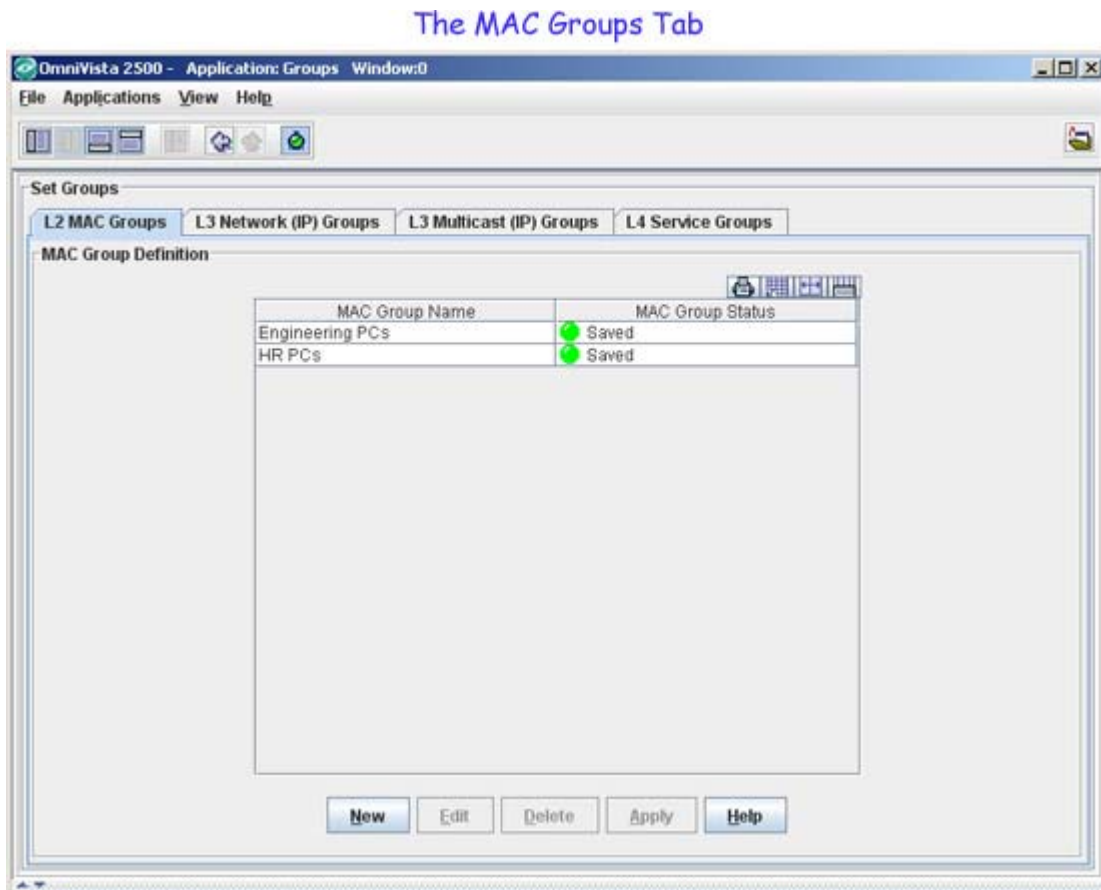 The MAC Groups Tab
OmniVista 2500 - Application: Groups Window:0
File Applications View Help
Set Groups
L2 MAC Groups L3 Network (IP) Groups L3 Multicast (IP) Groups L4 Service Groups
MAC Group Definition
MAC Group Name MAC Group Status
Engineering PCs Saved
HR PCs Saved
New Edit Delete Apply Help